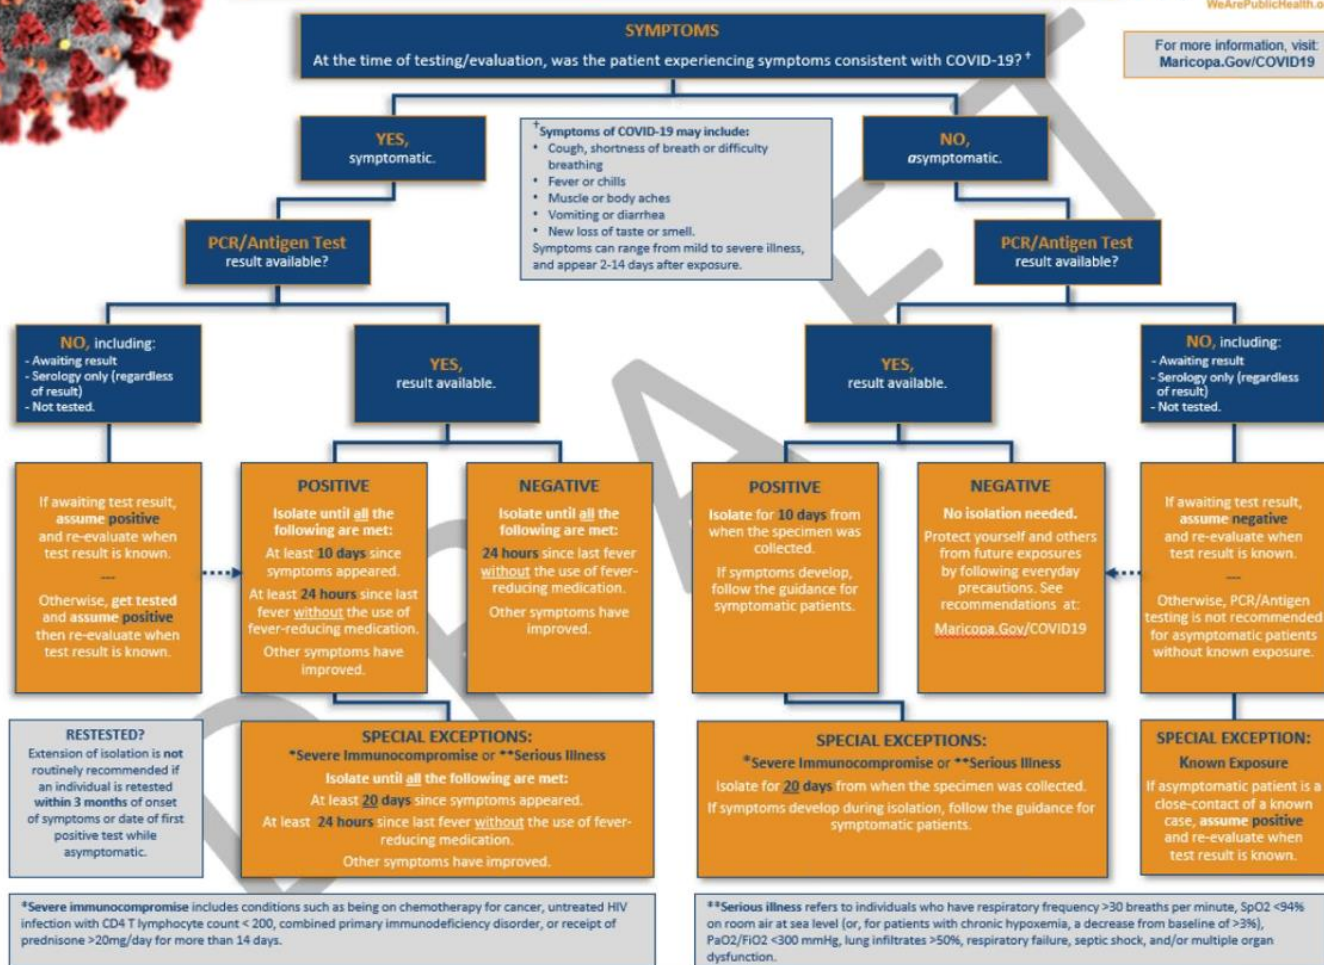 WeArePublicHealth.o
SYMPTOMS
At the time of testing/evaluation, was the patient experiencing symptoms consistent with COVID-19? †
For more information, visit:
Maricopa.Gov/COVID19
YES,
symptomatic.
†Symptoms of COVID-19 may include:
• Cough, shortness of breath or difficulty
breathing
• Fever or chills
• Muscle or body aches
• Vomiting or diarrhea
• New loss of taste or smell.
Symptoms can range from mild to severe illness,
and appear 2-14 days after exposure.
NO,
asymptomatic.
PCR/Antigen Test
result available?
PCR/Antigen Test
result available?
NO, including:
- Awaiting result
- Serology only (regardless
of result)
- Not tested.
YES,
result available.
YES,
result available.
NO, including:
- Awaiting result
- Serology only (regardless
of result)
- Not tested.
If awaiting test result,
assume positive
and re-evaluate when
test result is known.
---
Otherwise, get tested
and assume positive
then re-evaluate when
test result is known.
POSITIVE
Isolate until all the
following are met:
At least 10 days since
symptoms appeared.
At least 24 hours since last
fever without the use of
fever-reducing medication.
Other symptoms have
improved.
NEGATIVE
Isolate until all the
following are met:
24 hours since last fever
without the use of fever-
reducing medication.
Other symptoms have
improved.
POSITIVE
Isolate for 10 days from
when the specimen was
collected.
If symptoms develop,
follow the guidance for
symptomatic patients.
NEGATIVE
No isolation needed.
Protect yourself and others
from future exposures
by following everyday
precautions. See
recommendations at:
Maricopa.Gov/COVID19
If awaiting test result,
assume negative
and re-evaluate when
test result is known.
---
Otherwise, PCR/Antigen
testing is not recommended
for asymptomatic patients
without known exposure.
RESTESTED?
Extension of isolation is not
routinely recommended if
an individual is retested
within 3 months of onset
of symptoms or date of first
positive test while
asymptomatic.
SPECIAL EXCEPTIONS:
*Severe Immunocompromise or **Serious Illness
Isolate until all the following are met:
At least 20 days since symptoms appeared.
At least 24 hours since last fever without the use of fever-
reducing medication.
Other symptoms have improved.
SPECIAL EXCEPTIONS:
*Severe Immunocompromise or **Serious Illness
Isolate for 20 days from when the specimen was collected.
If symptoms develop during isolation, follow the guidance for
symptomatic patients.
SPECIAL EXCEPTION:
Known Exposure
If asymptomatic patient is a
close-contact of a known
case, assume positive
and re-evaluate when
test result is known.
*Severe immunocompromise includes conditions such as being on chemotherapy for cancer, untreated HIV
infection with CD4 T lymphocyte count < 200, combined primary immunodeficiency disorder, or receipt of
prednisone >20mg/day for more than 14 days.
**Serious illness refers to individuals who have respiratory frequency >30 breaths per minute, SpO2 <94%
on room air at sea level (or, for patients with chronic hypoxemia, a decrease from baseline of >3%),
PaO2/FiO2 <300 mmHg, lung infiltrates >50%, respiratory failure, septic shock, and/or multiple organ
dysfunction.
DRAFT